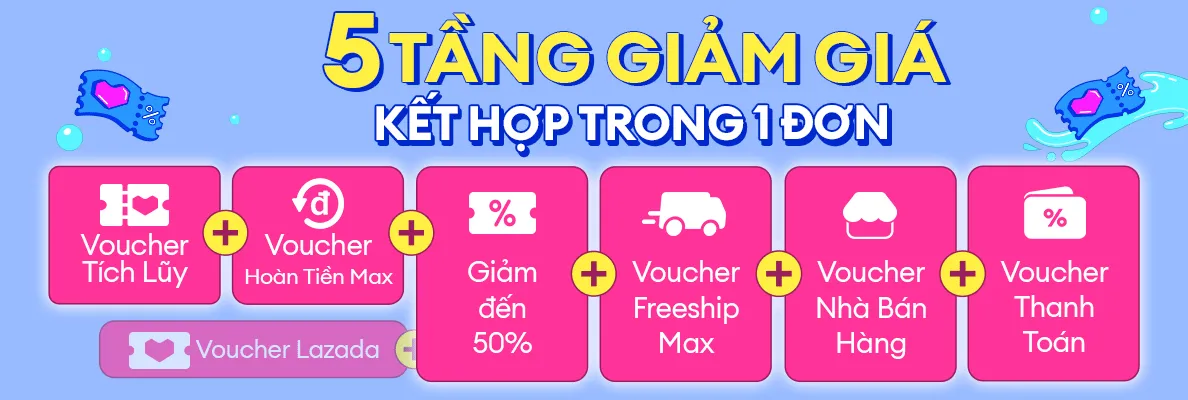 5 TẦNG GIẢM GIÁ
KẾT HỢP TRONG 1 ĐƠN
Voucher
Tích Lũy
+
đ
Voucher
Hoàn Tiền Max
+
%
Giảm
đến
50%
+
Voucher
Freeship
Max
+
Voucher
Nhà Bán
Hàng
+
%
Voucher
Thanh
Toán
Voucher Lazada
+
%
%